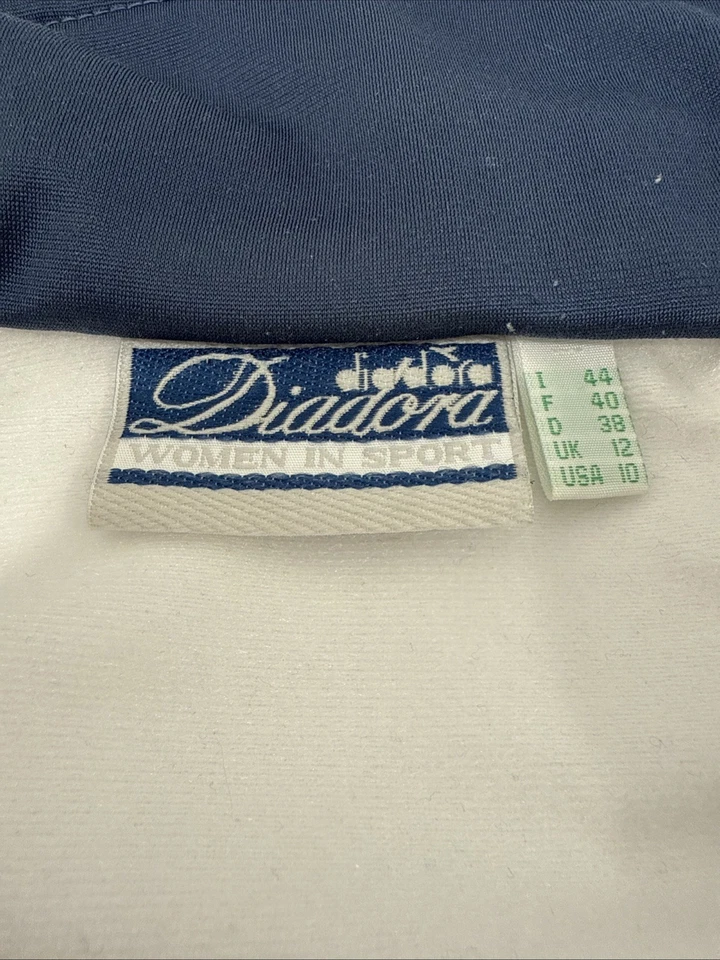 diadora
Diadora
WOMEN IN SPORT
I 44
F 40
D 38
UK 12
USA 10